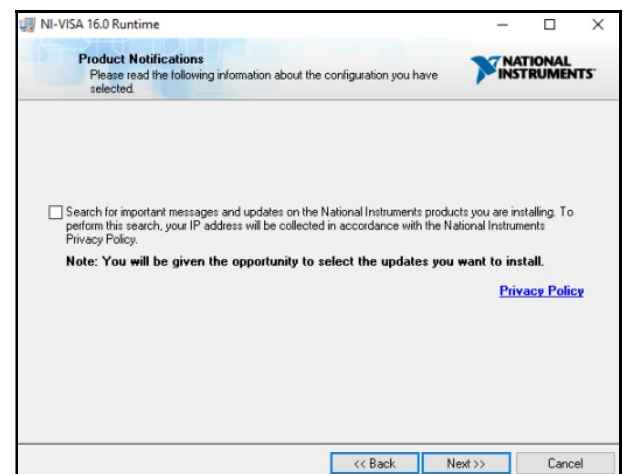 NI-VISA 16.0 Runtime
Product Notifications
Please read the following information about the configuration you have
selected.
NATIONAL
INSTRUMENTS
Search for important messages and updates on the National Instruments products you are installing. To
perform this search, your IP address will be collected in accordance with the National Instruments
Privacy Policy.
Note: You will be given the opportunity to select the updates you want to install.
Privacy Policy
<< Back
Next >>
Cancel